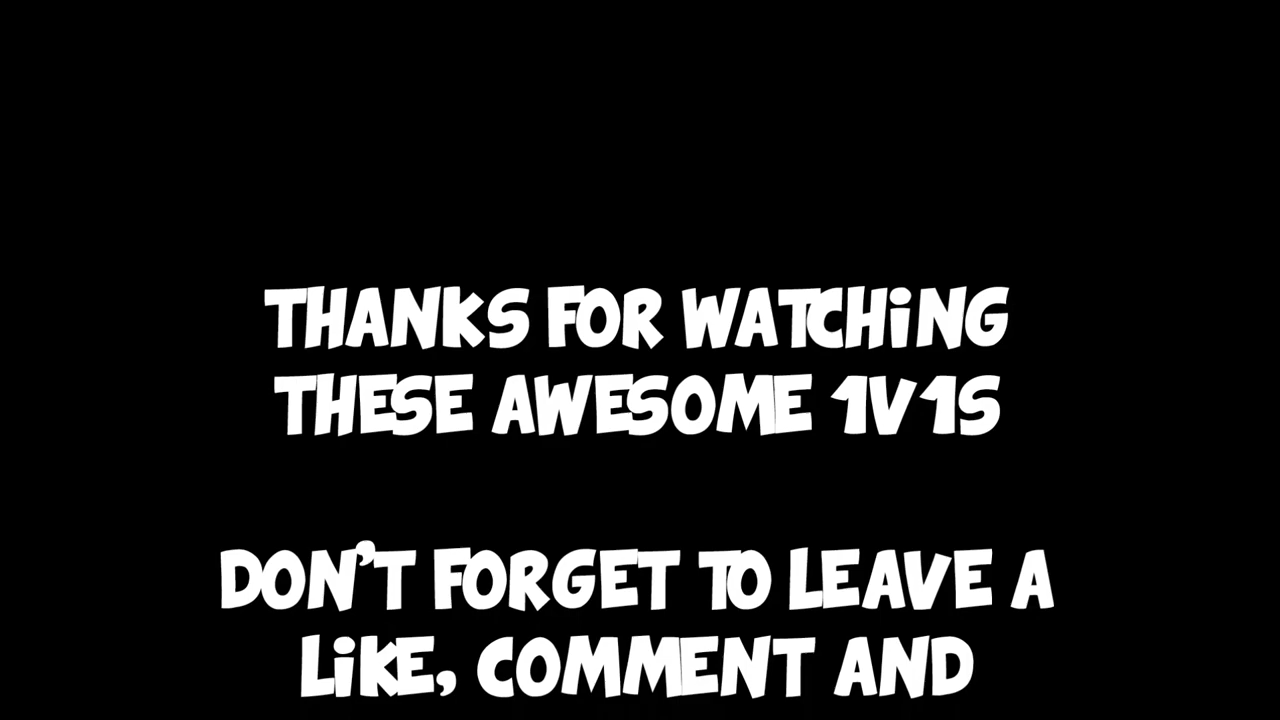 THANKS FOR WATCHiNG
THESE AWESOME 1V1S
DON'T FORGET TO LEAVE A
LiKE, COMMENT AND